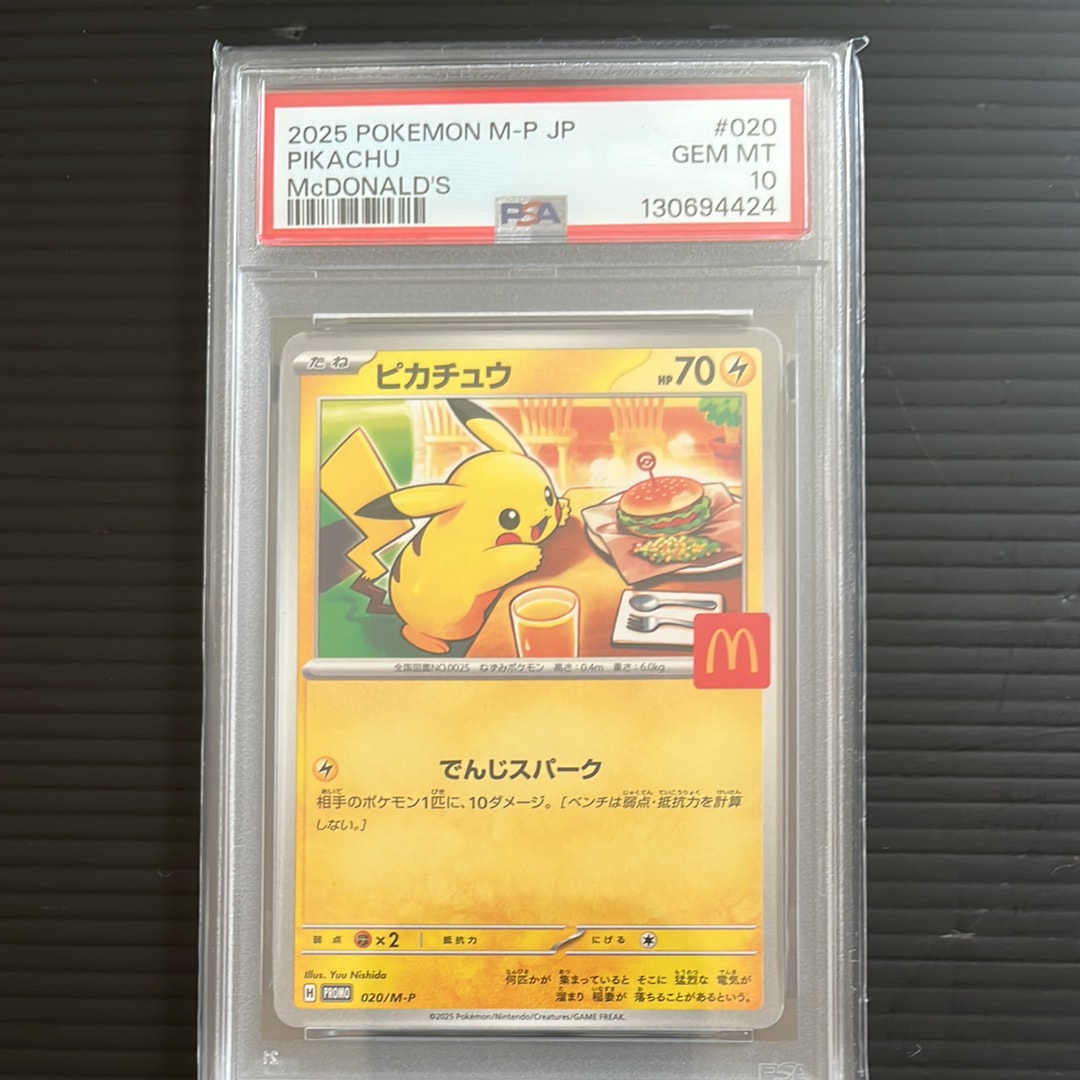 2025 POKEMON M-P JP #020
PIKACHU GEM MT
McDONALD'S 10
PSA 130694424
たね ピカチュウ HP70
全国図鑑NO.0025 ねずみポケモン 高さ:0.4m 重さ:6.0kg
でんじスパーク
相手のポケモン1匹に、10ダメージ。[ベンチは弱点・抵抗力を計算
しない。]
弱点 ×2 抵抗力 にげる
Illus. Yuu Nishida
何匹かが 集まっていると そこに 猛烈な 電気が
溜まり 稲妻が 落ちることがあるという。
H PROMO 020/M-P
©2025 Pokémon/Nintendo/Creatures/GAME FREAK.
PSA